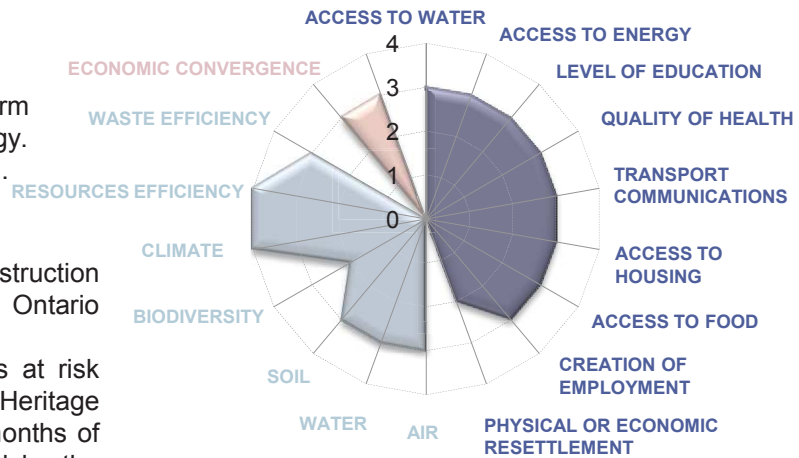 rm
gy.
.
struction
Ontario
s at risk
Heritage
months of
ACCESS TO WATER
ACCESS TO ENERGY
LEVEL OF EDUCATION
QUALITY OF HEALTH
TRANSPORT
COMMUNICATIONS
ACCESS TO
HOUSING
ACCESS TO FOOD
CREATION OF
EMPLOYMENT
PHYSICAL OR ECONOMIC
RESETTLEMENT
AIR
WATER
SOIL
BIODIVERSITY
CLIMATE
RESOURCES EFFICIENCY
WASTE EFFICIENCY
ECONOMIC CONVERGENCE
4
3
2
1
0